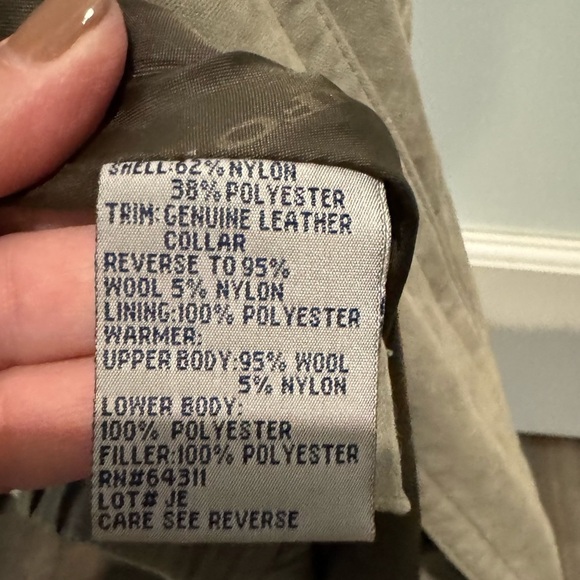 SHELL:62% NYLON
38% POLYESTER
TRIM:GENUINE LEATHER
COLLAR
REVERSE TO 95%
WOOL 5% NYLON
LINING:100% POLYESTER
WARMER:
UPPER BODY:95% WOOL
5% NYLON
LOWER BODY:
100% POLYESTER
FILLER:100% POLYESTER
RN#64311
LOT# JE
CARE SEE REVERSE